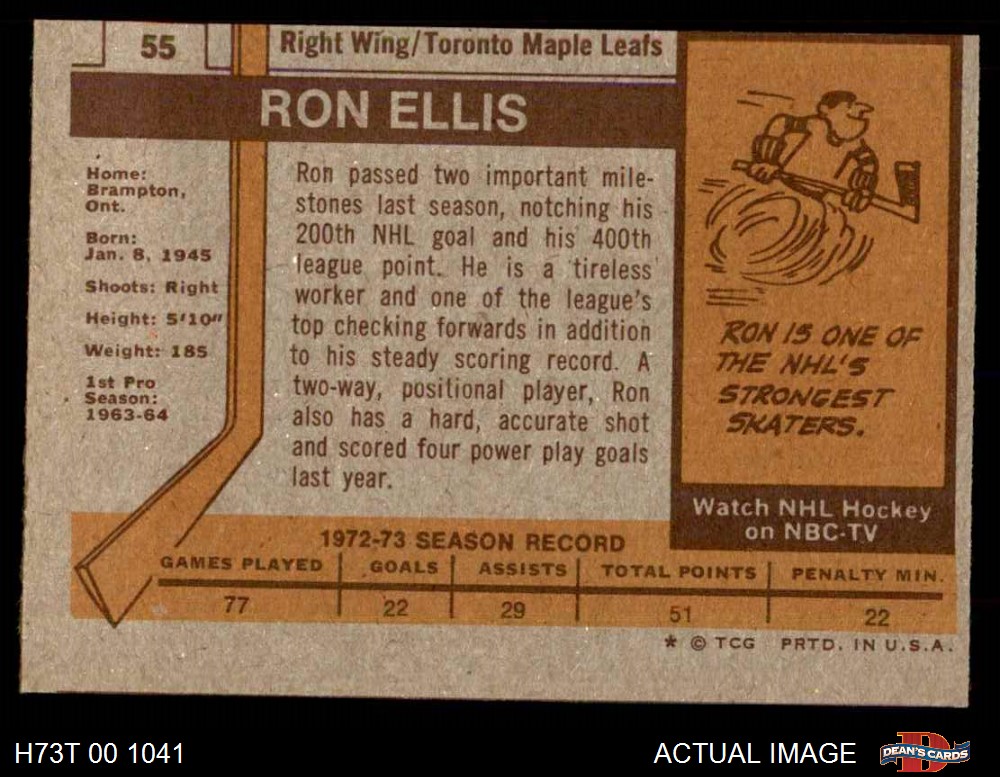 55
Right Wing/Toronto Maple Leafs
RON ELLIS
Home:
Brampton,
Ont.
Born:
Jan. 8, 1945
Shoots: Right
Height: 5'10"
Weight: 185
1st Pro
Season:
1963-64
Ron passed two important mile-
stones last season, notching his
200th NHL goal and his 400th
league point. He is a tireless
worker and one of the league's
top checking forwards in addition
to his steady scoring record. A
two-way, positional player, Ron
also has a hard, accurate shot
and scored four power play goals
last year.
RON IS ONE OF
THE NHL'S
STRONGEST
SKATERS.
Watch NHL Hockey
on NBC-TV
1972-73 SEASON RECORD
GAMES PLAYED GOALS ASSISTS TOTAL POINTS PENALTY MIN.
77 22 29 51 22
* © TCG PRTD. IN U.S.A.
H73T 00 1041
ACTUAL IMAGE
DEAN'S CARDS